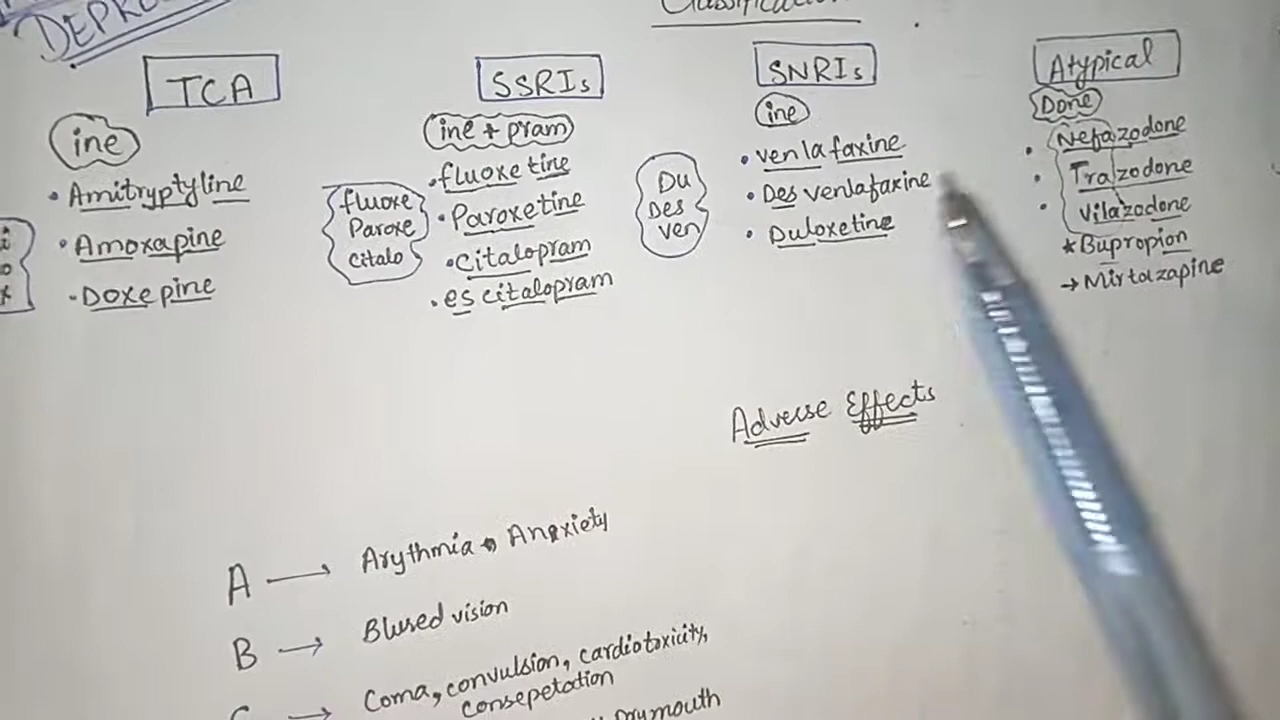 Classification
TCA
ine
• Amitryptyline
• Amoxapine
• Doxepine
SSRIs
ine + pram
fluoxe
Paroxe
citalo
• fluoxetine
• Paroxetine
• Citalopram
• es citalopram
SNRIs
ine
Du
Des
ven
• venlafaxine
• Des venlafaxine
• Duloxetine
Atypical
Done
• Nefazodone
• Trazodone
• Vilazodone
* Bupropion
→ Mirtazapine
Adverse Effects
A → Arythmia, Anxiety
B → Blused vision
C → Coma, convulsion, cardiotoxicity,
consepetation
Drymouth